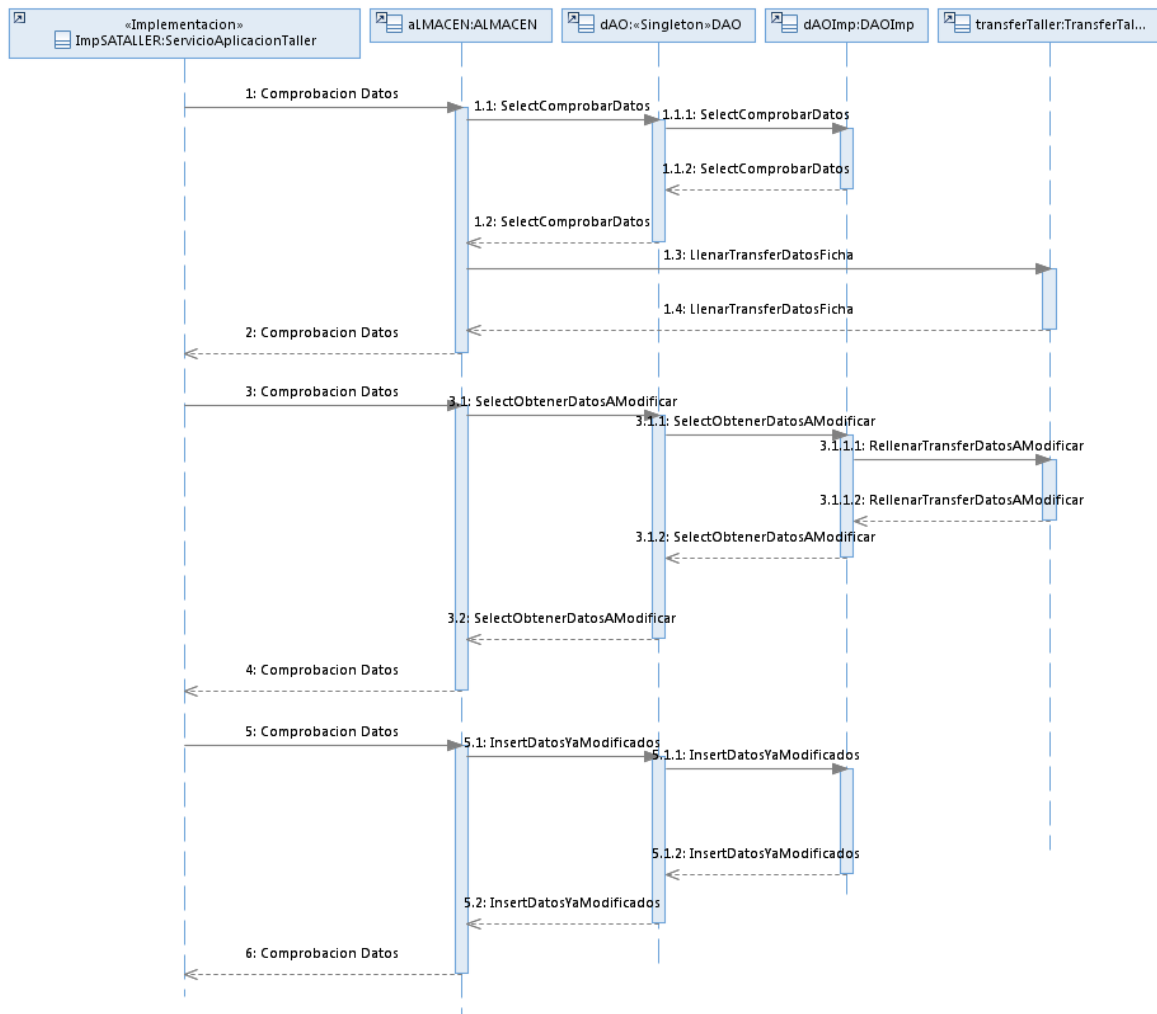 «Implementacion»
ImpSATALLER:ServicioAplicacionTaller
aLMACEN:ALMACEN
dAO:«Singleton»DAO
dAOImp:DAOImp
transferTaller:TransferTal...
1: Comprobacion Datos
1.1: SelectComprobarDatos
1.1.1: SelectComprobarDatos
1.1.2: SelectComprobarDatos
1.2: SelectComprobarDatos
1.3: LlenarTransferDatosFicha
1.4: LlenarTransferDatosFicha
2: Comprobacion Datos
3: Comprobacion Datos
3.1: SelectObtenerDatosAModificar
3.1.1: SelectObtenerDatosAModificar
3.1.1.1: RellenarTransferDatosAModificar
3.1.1.2: RellenarTransferDatosAModificar
3.1.2: SelectObtenerDatosAModificar
3.2: SelectObtenerDatosAModificar
4: Comprobacion Datos
5: Comprobacion Datos
5.1: InsertDatosYaModificados
5.1.1: InsertDatosYaModificados
5.1.2: InsertDatosYaModificados
5.2: InsertDatosYaModificados
6: Comprobacion Datos